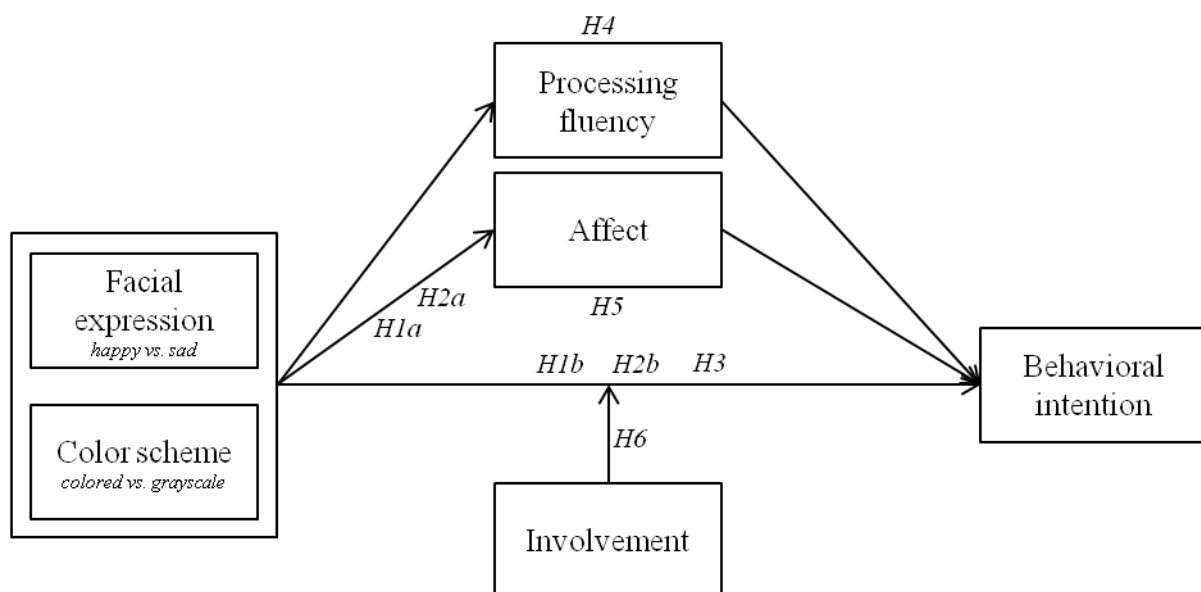 H4
Processing
fluency
Affect
H5
H2a
H1a
Facial
expression
happy vs. sad
Color scheme
colored vs. grayscale
H1b H2b H3
H6
Involvement
Behavioral
intention